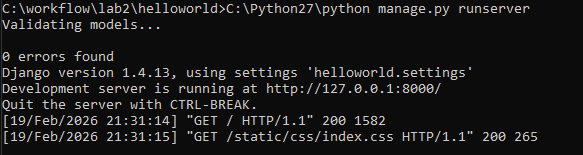 C:\workflow\lab2\helloworld>C:\Python27\python manage.py runserver
Validating models...
0 errors found
Django version 1.4.13, using settings 'helloworld.settings'
Development server is running at http://127.0.0.1:8000/
Quit the server with CTRL-BREAK.
[19/Feb/2026 21:31:14] "GET / HTTP/1.1" 200 1582
[19/Feb/2026 21:31:15] "GET /static/css/index.css HTTP/1.1" 200 265